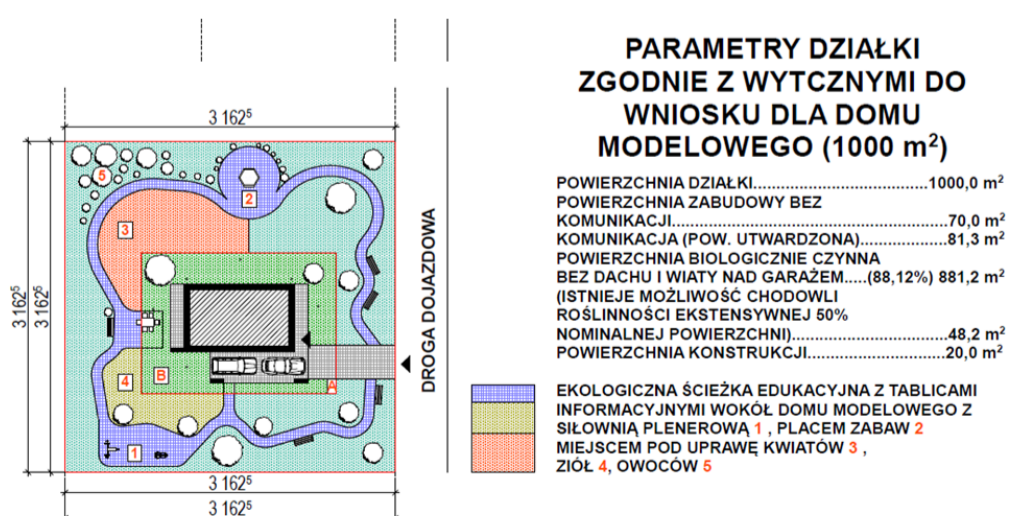 3 162⁵
3 162⁵
3 162⁵
5
2
3
4
B
A
1
3 162⁵
3 162⁵
DROGA DOJAZDOWA
PARAMETRY DZIAŁKI
ZGODNIE Z WYTCZNYMI DO
WNIOSKU DLA DOMU
MODELOWEGO (1000 m²)
POWIERZCHNIA DZIAŁKI.....................................1000,0 m²
POWIERZCHNIA ZABUDOWY BEZ
KOMUNIKACJI.........................................................70,0 m²
KOMUNIKACJA (POW. UTWARDZONA)..................81,3 m²
POWIERZCHNIA BIOLOGICZNIE CZYNNA
BEZ DACHU I WIATY NAD GARAŻEM.....(88,12%) 881,2 m²
(ISTNIEJE MOŻLIWOŚĆ CHODOWLI
ROŚLINNOŚCI EKSTENSYWNEJ 50%
NOMINALNEJ POWIERZCHNI).................................48,2 m²
POWIERZCHNIA KONSTRUKCJI.............................20,0 m²
EKOLOGICZNA ŚCIEŻKA EDUKACYJNA Z TABLICAMI
INFORMACYJNYMI WOKÓŁ DOMU MODELOWEGO Z
SIŁOWNIĄ PLENEROWĄ 1 , PLACEM ZABAW 2
MIEJSCEM POD UPRAWĘ KWIATÓW 3 ,
ZIÓŁ 4, OWOCÓW 5